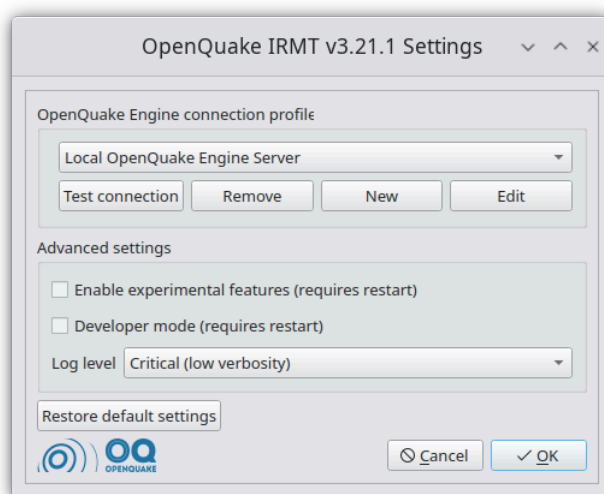 OpenQuake IRMT v3.21.1 Settings
OpenQuake Engine connection profile
Local OpenQuake Engine Server
Test connection Remove New Edit
Advanced settings
Enable experimental features (requires restart)
Developer mode (requires restart)
Log level Critical (low verbosity)
Restore default settings
OQ
OPENQUAKE
Cancel OK